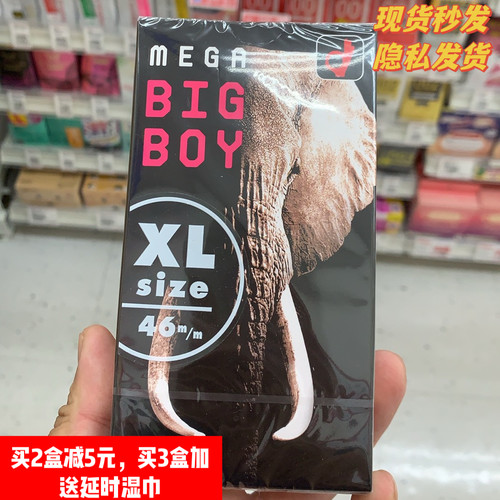 现货秒发
隐私发货
MEGA
BIG
BOY
XL
size
46m/m
买2盒减5元，买3盒加
送延时湿巾